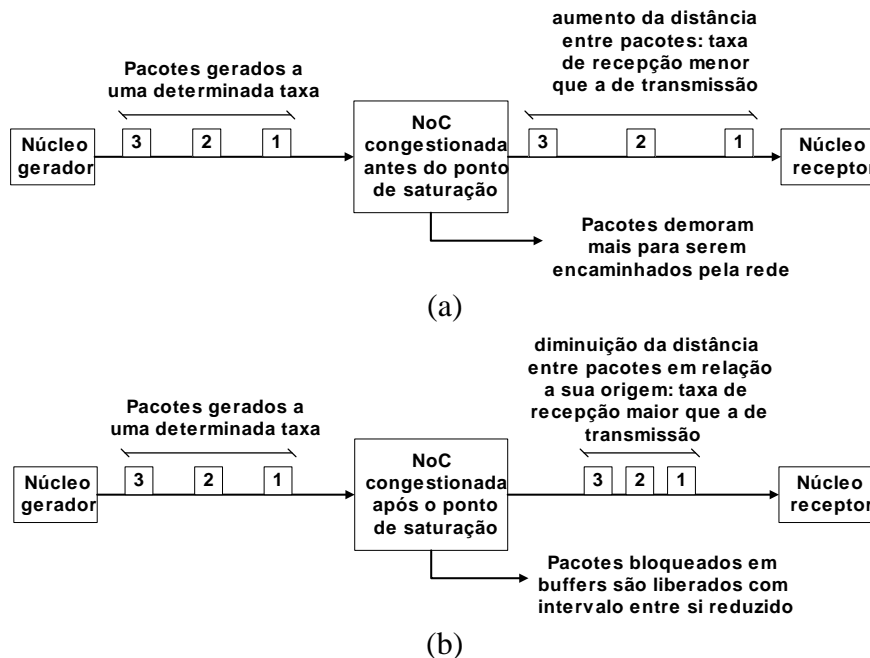 aumento da distância
entre pacotes: taxa
de recepção menor
que a de transmissão
Pacotes gerados a
uma determinada taxa
Núcleo
gerador
3
2
1
NoC
congestionada
antes do ponto
de saturação
3
2
1
Núcleo
receptor
Pacotes demoram
mais para serem
encaminhados pela rede
(a)
diminuição da distância
entre pacotes em relação
a sua origem: taxa de
recepção maior que a de
transmissão
Pacotes gerados a
uma determinada taxa
Núcleo
gerador
3
2
1
NoC
congestionada
após o ponto
de saturação
3
2
1
Núcleo
receptor
Pacotes bloqueados em
buffers são liberados com
intervalo entre si reduzido
(b)